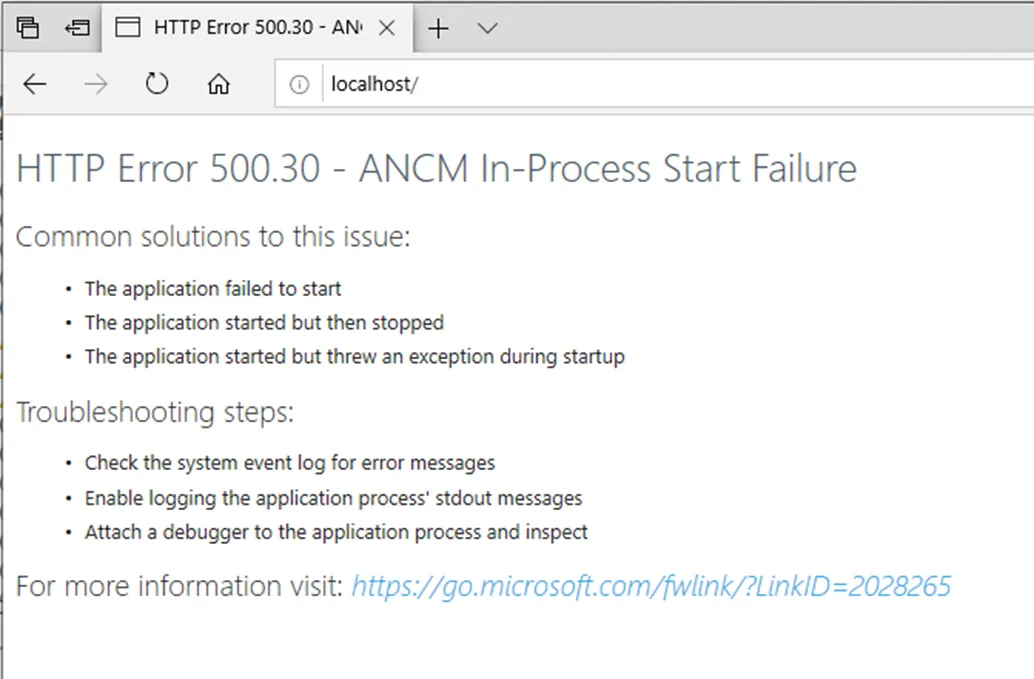 HTTP Error 500.30 - AN
localhost/
HTTP Error 500.30 - ANCM In-Process Start Failure
Common solutions to this issue:
• The application failed to start
• The application started but then stopped
• The application started but threw an exception during startup
Troubleshooting steps:
• Check the system event log for error messages
• Enable logging the application process' stdout messages
• Attach a debugger to the application process and inspect
For more information visit: https://go.microsoft.com/fwlink/?LinkID=2028265